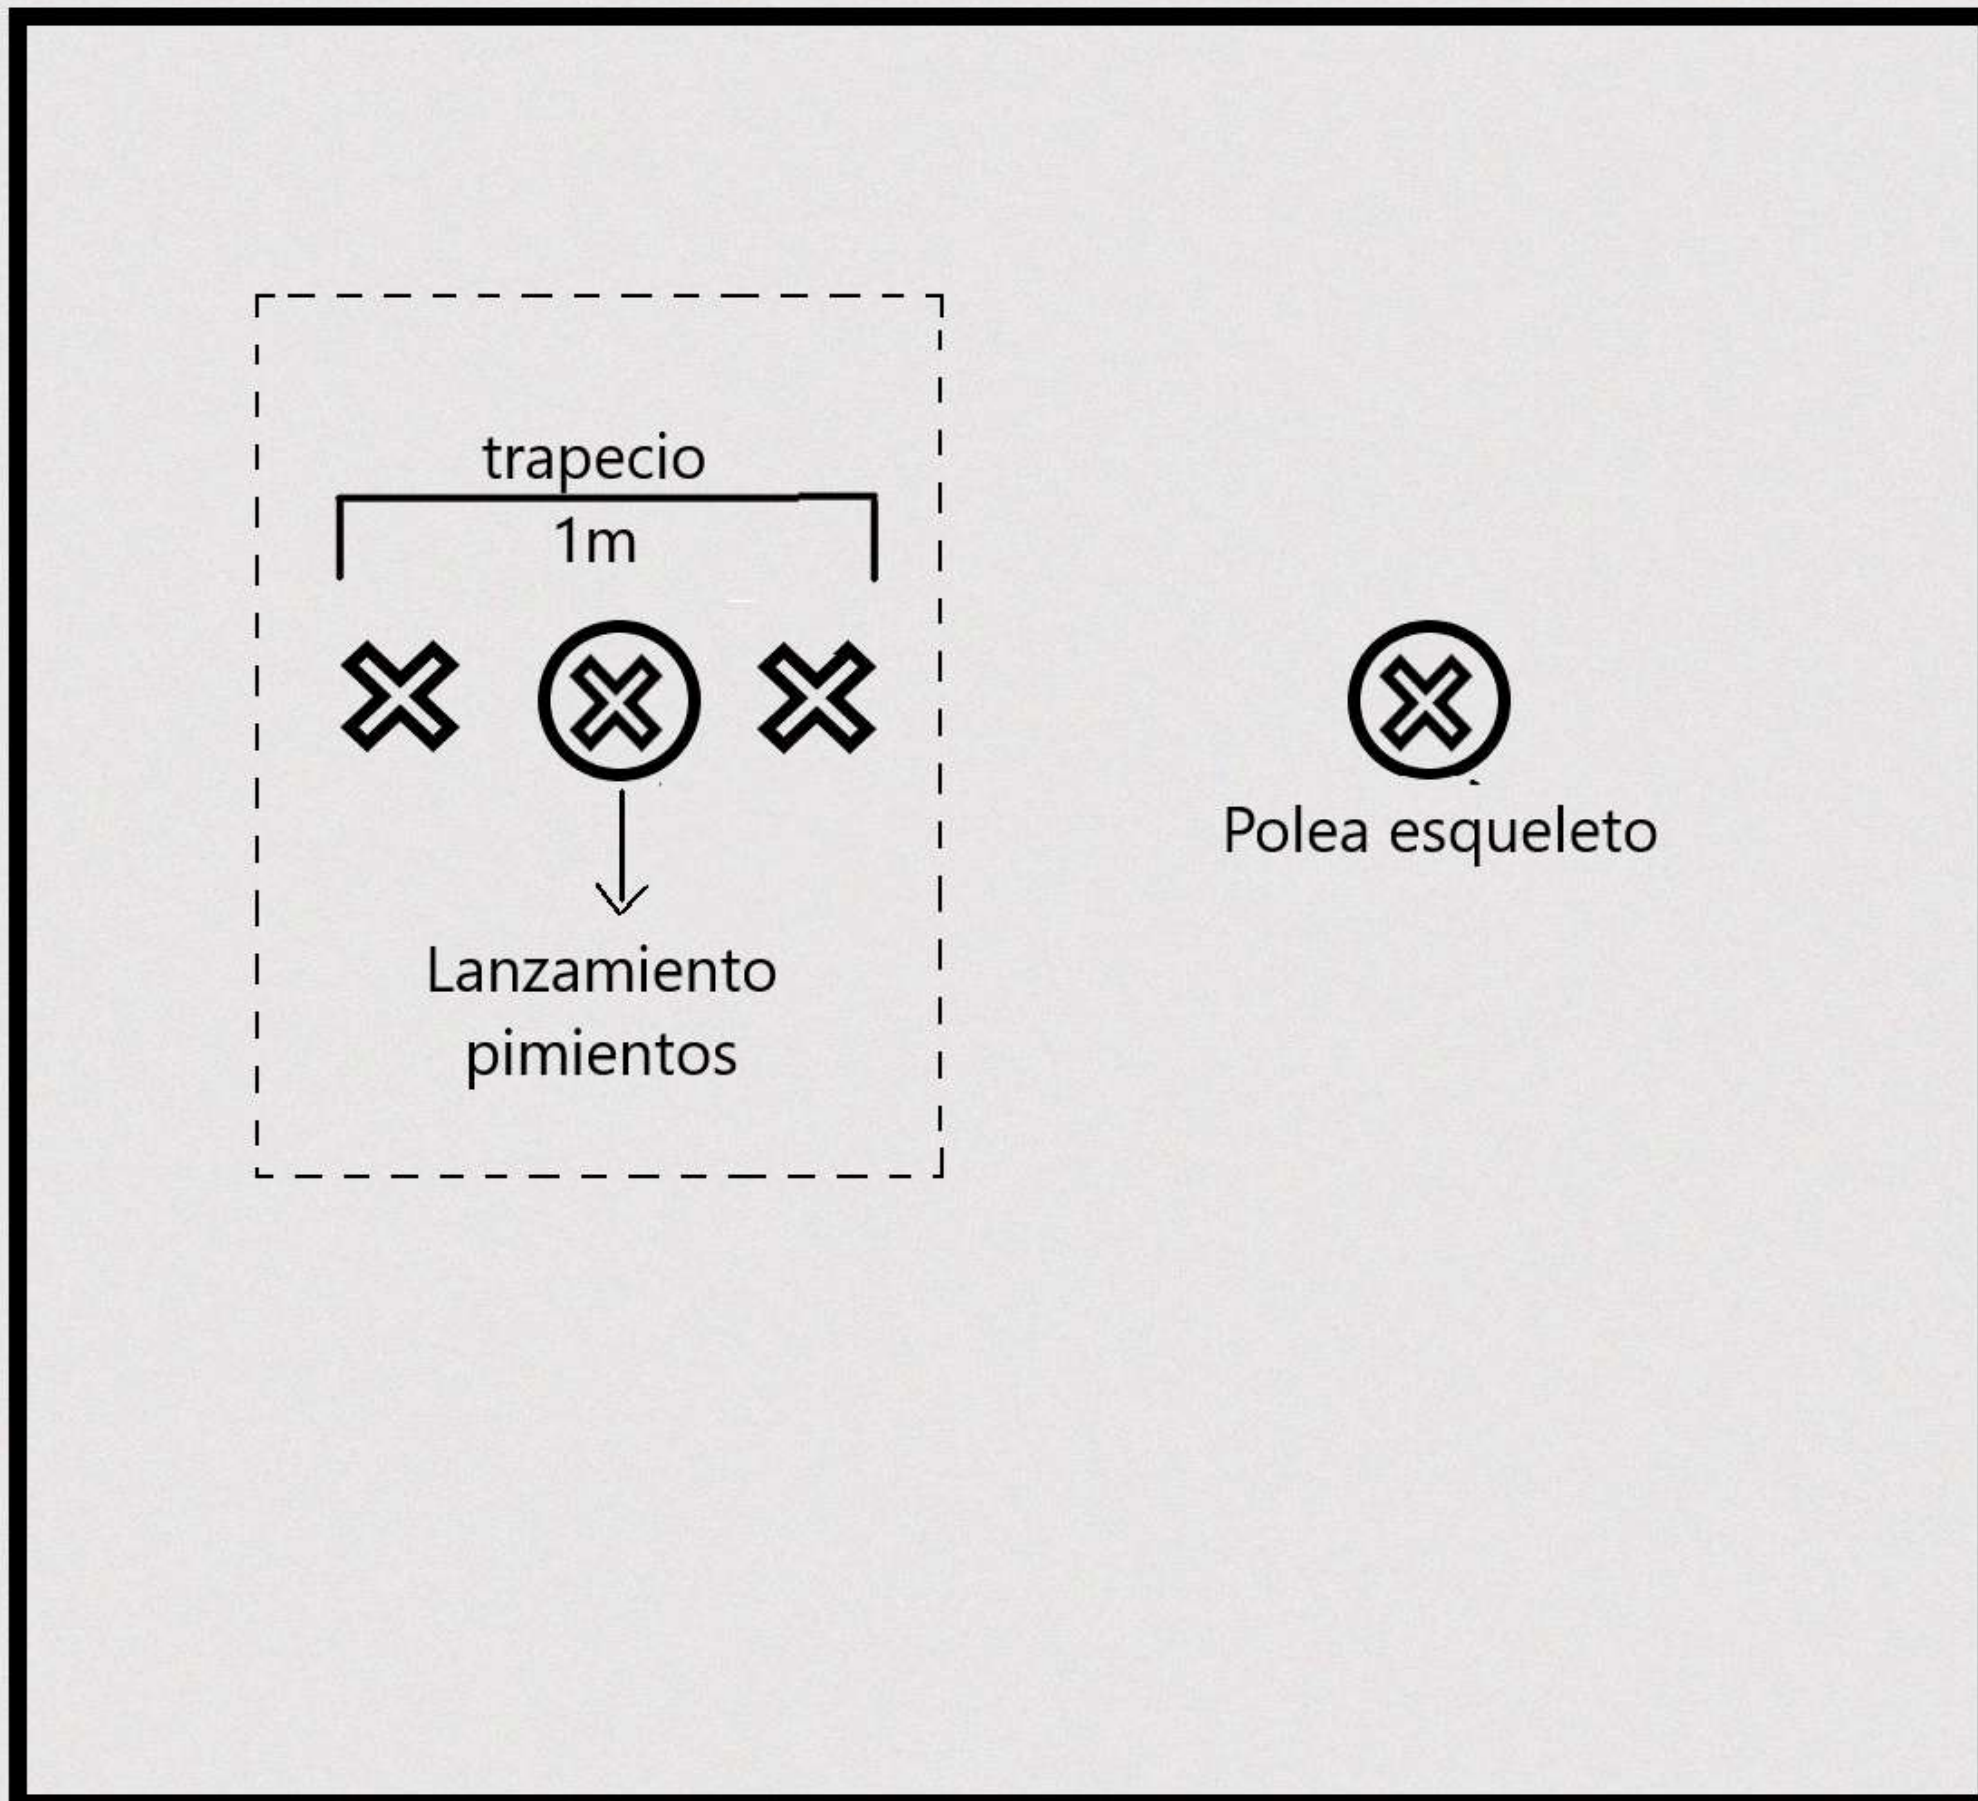 trapecio
1m
Polea esqueleto
Lanzamiento
pimientos